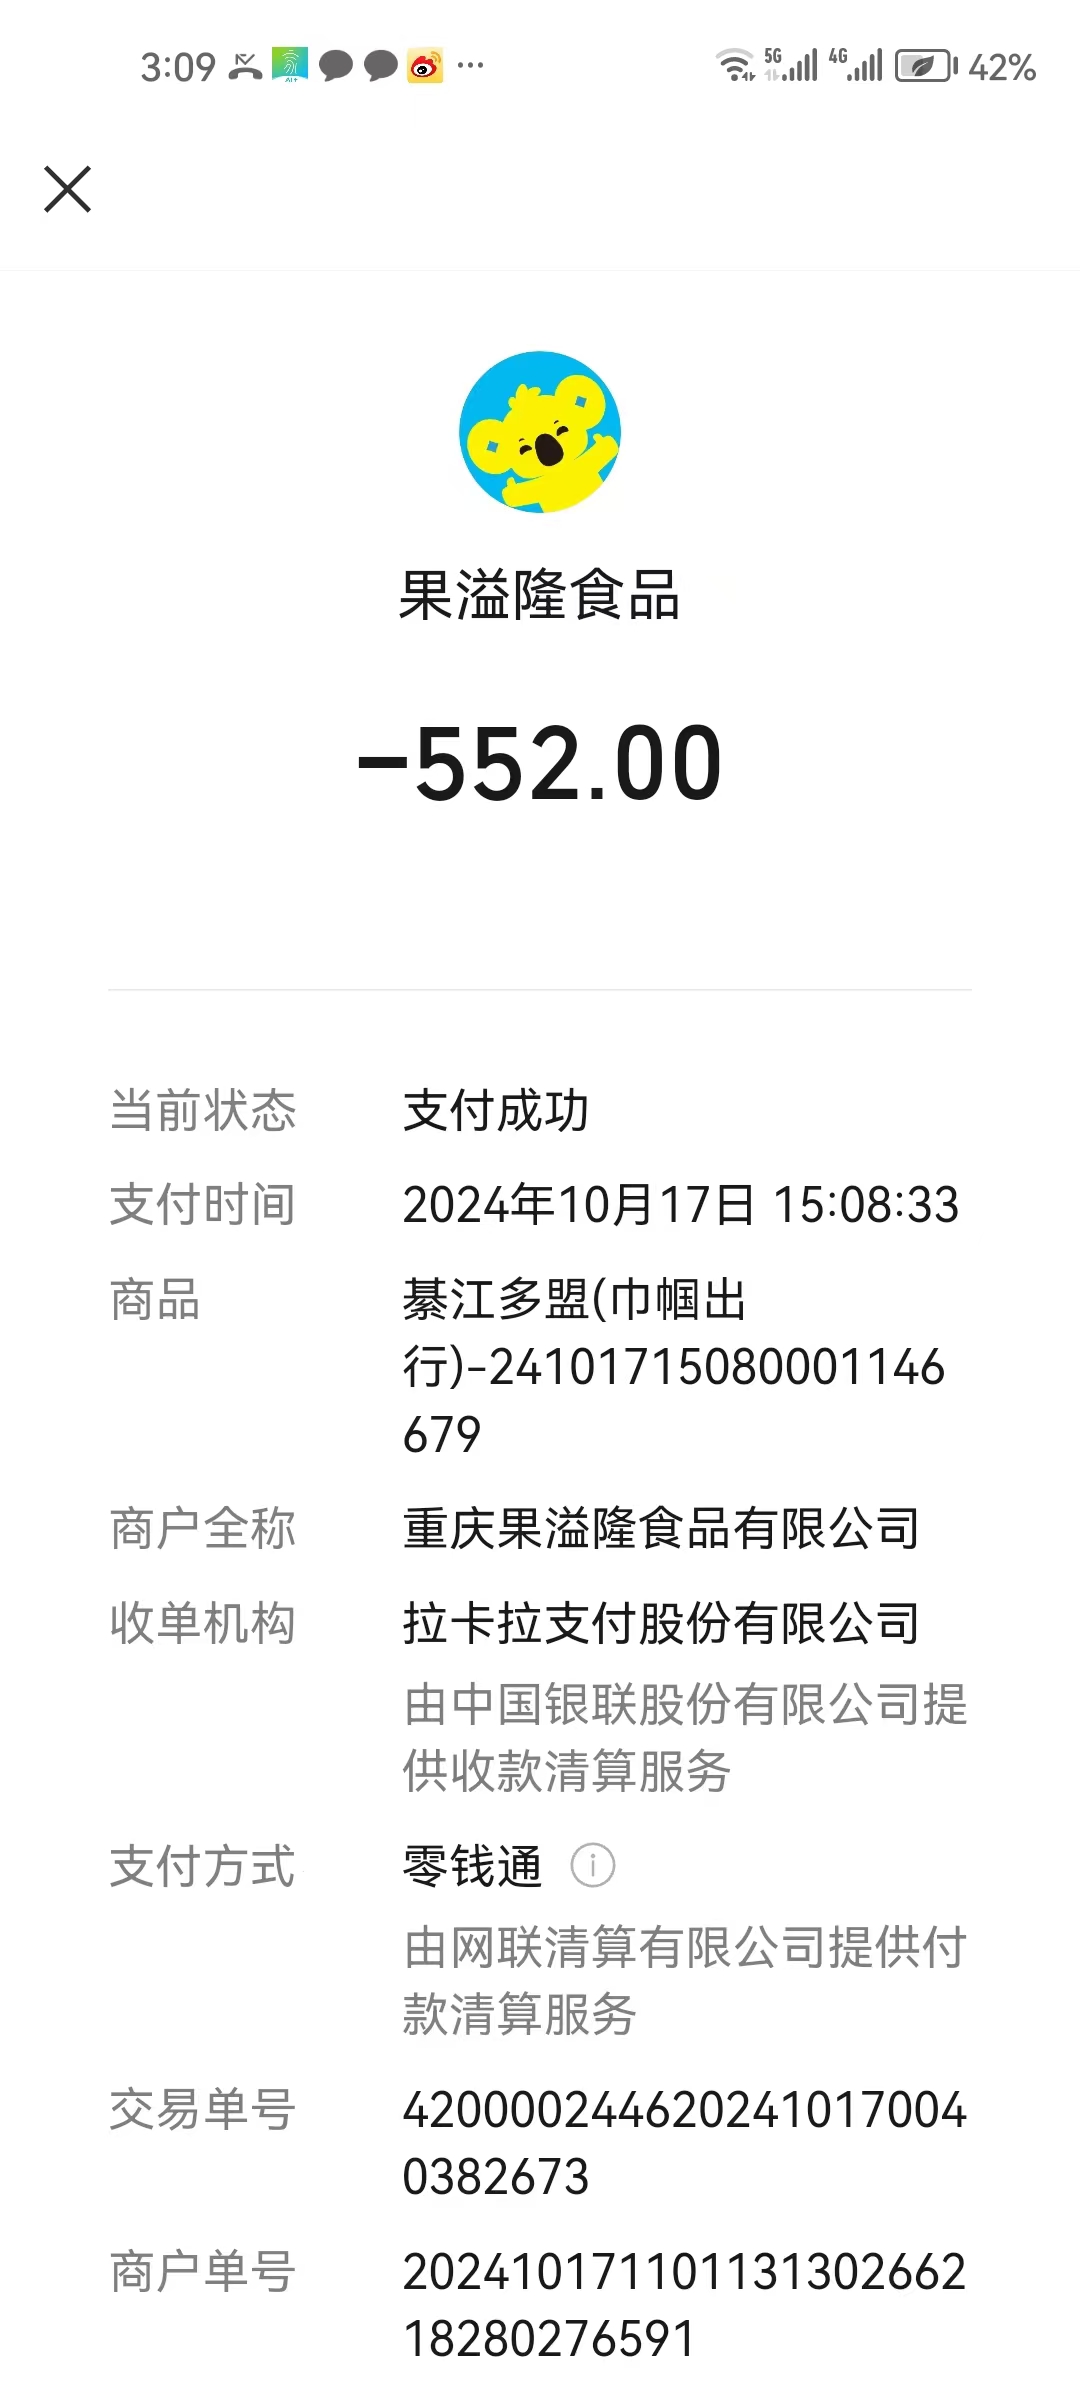 3:09
5G 4G 42%
果溢隆食品
-552.00
当前状态 支付成功
支付时间 2024年10月17日 15:08:33
商品 綦江多盟(巾帼出
行)-24101715080001146
679
商户全称 重庆果溢隆食品有限公司
收单机构 拉卡拉支付股份有限公司
由中国银联股份有限公司提
供收款清算服务
支付方式 零钱通
由网联清算有限公司提供付
款清算服务
交易单号 420000244620241017004
0382673
商户单号 202410171101131302662
18280276591